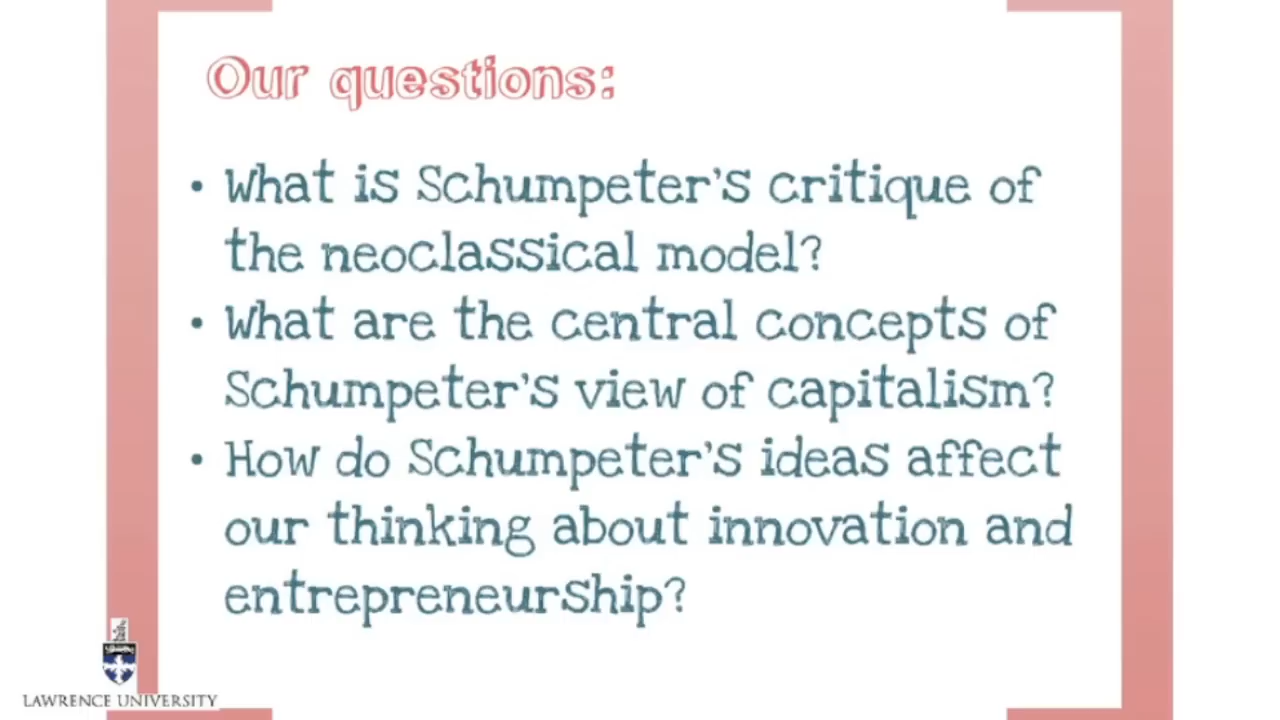 Our questions:
• What is Schumpeter's critique of
the neoclassical model?
• What are the central concepts of
Schumpeter's view of capitalism?
• How do Schumpeter's ideas affect
our thinking about innovation and
entrepreneurship?
LAWRENCE UNIVERSITY